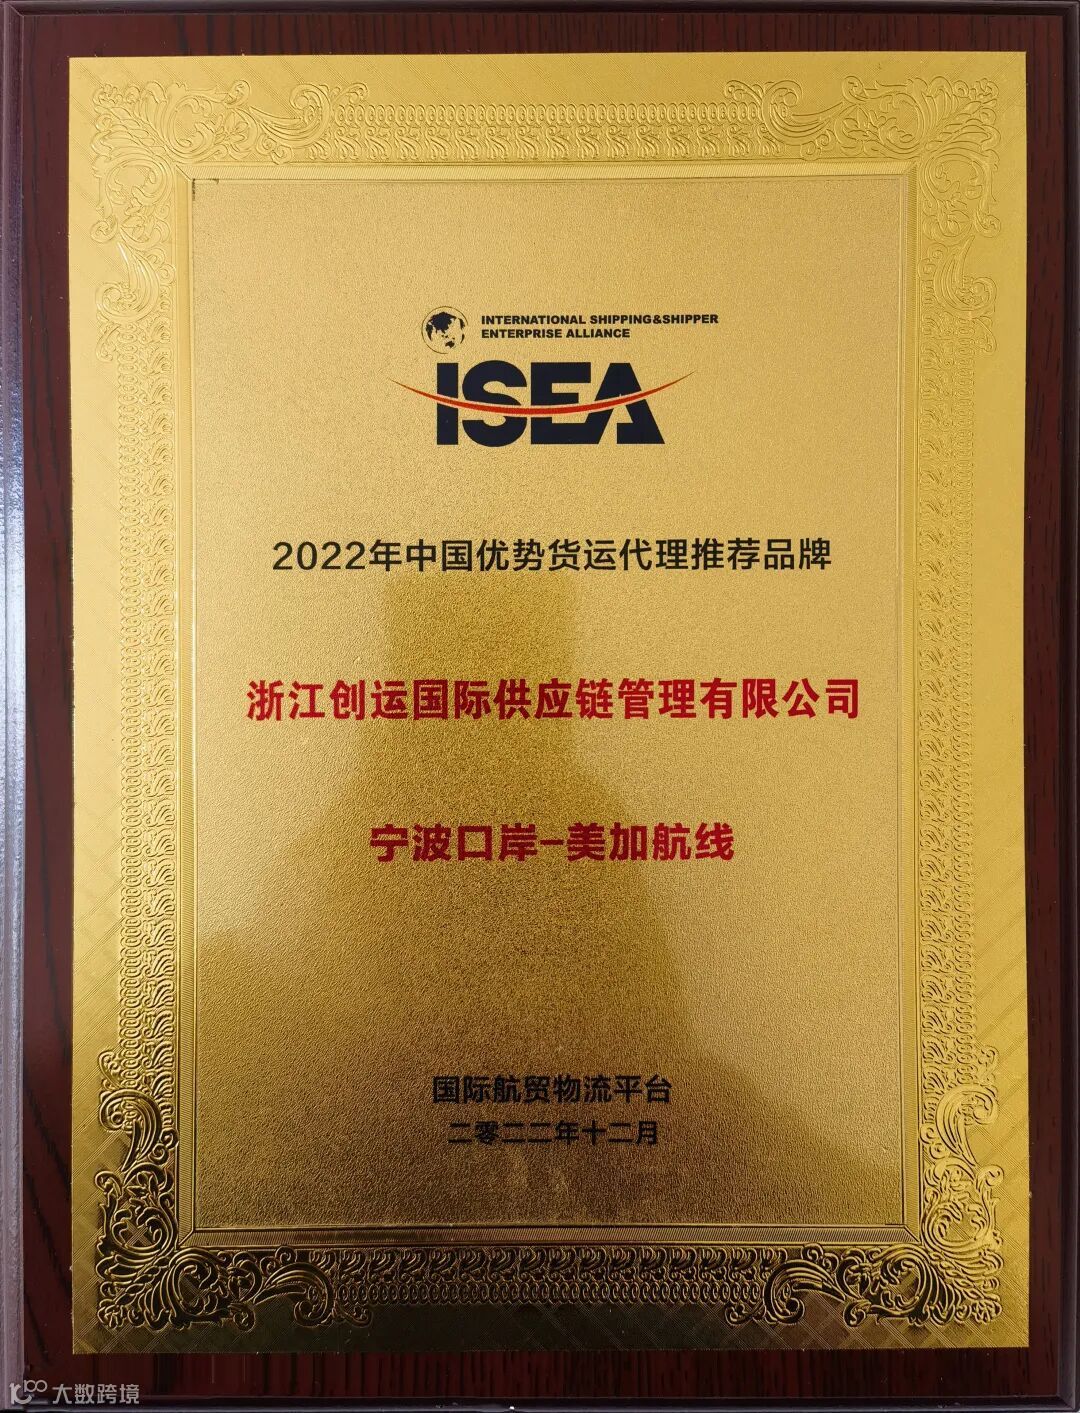 INTERNATIONAL SHIPPING&SHIPPER
ENTERPRISE ALLIANCE
ISEA
2022年中国优势货运代理推荐品牌
浙江创运国际供应链管理有限公司
宁波口岸-美加航线
国际航贸物流平台
二零二二年十二月
大数跨境